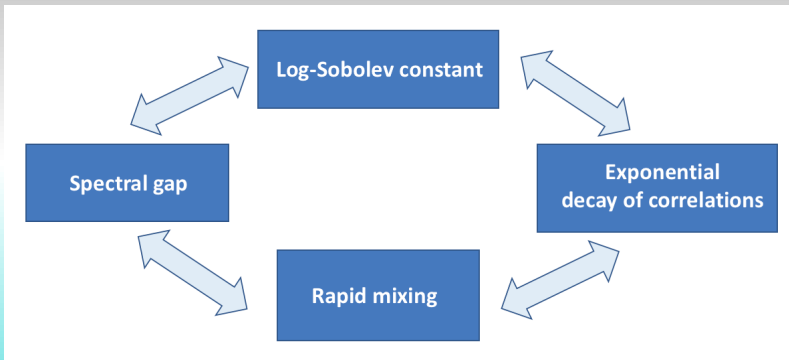 Log-Sobolev constant
Spectral gap
Exponential
decay of correlations
Rapid mixing